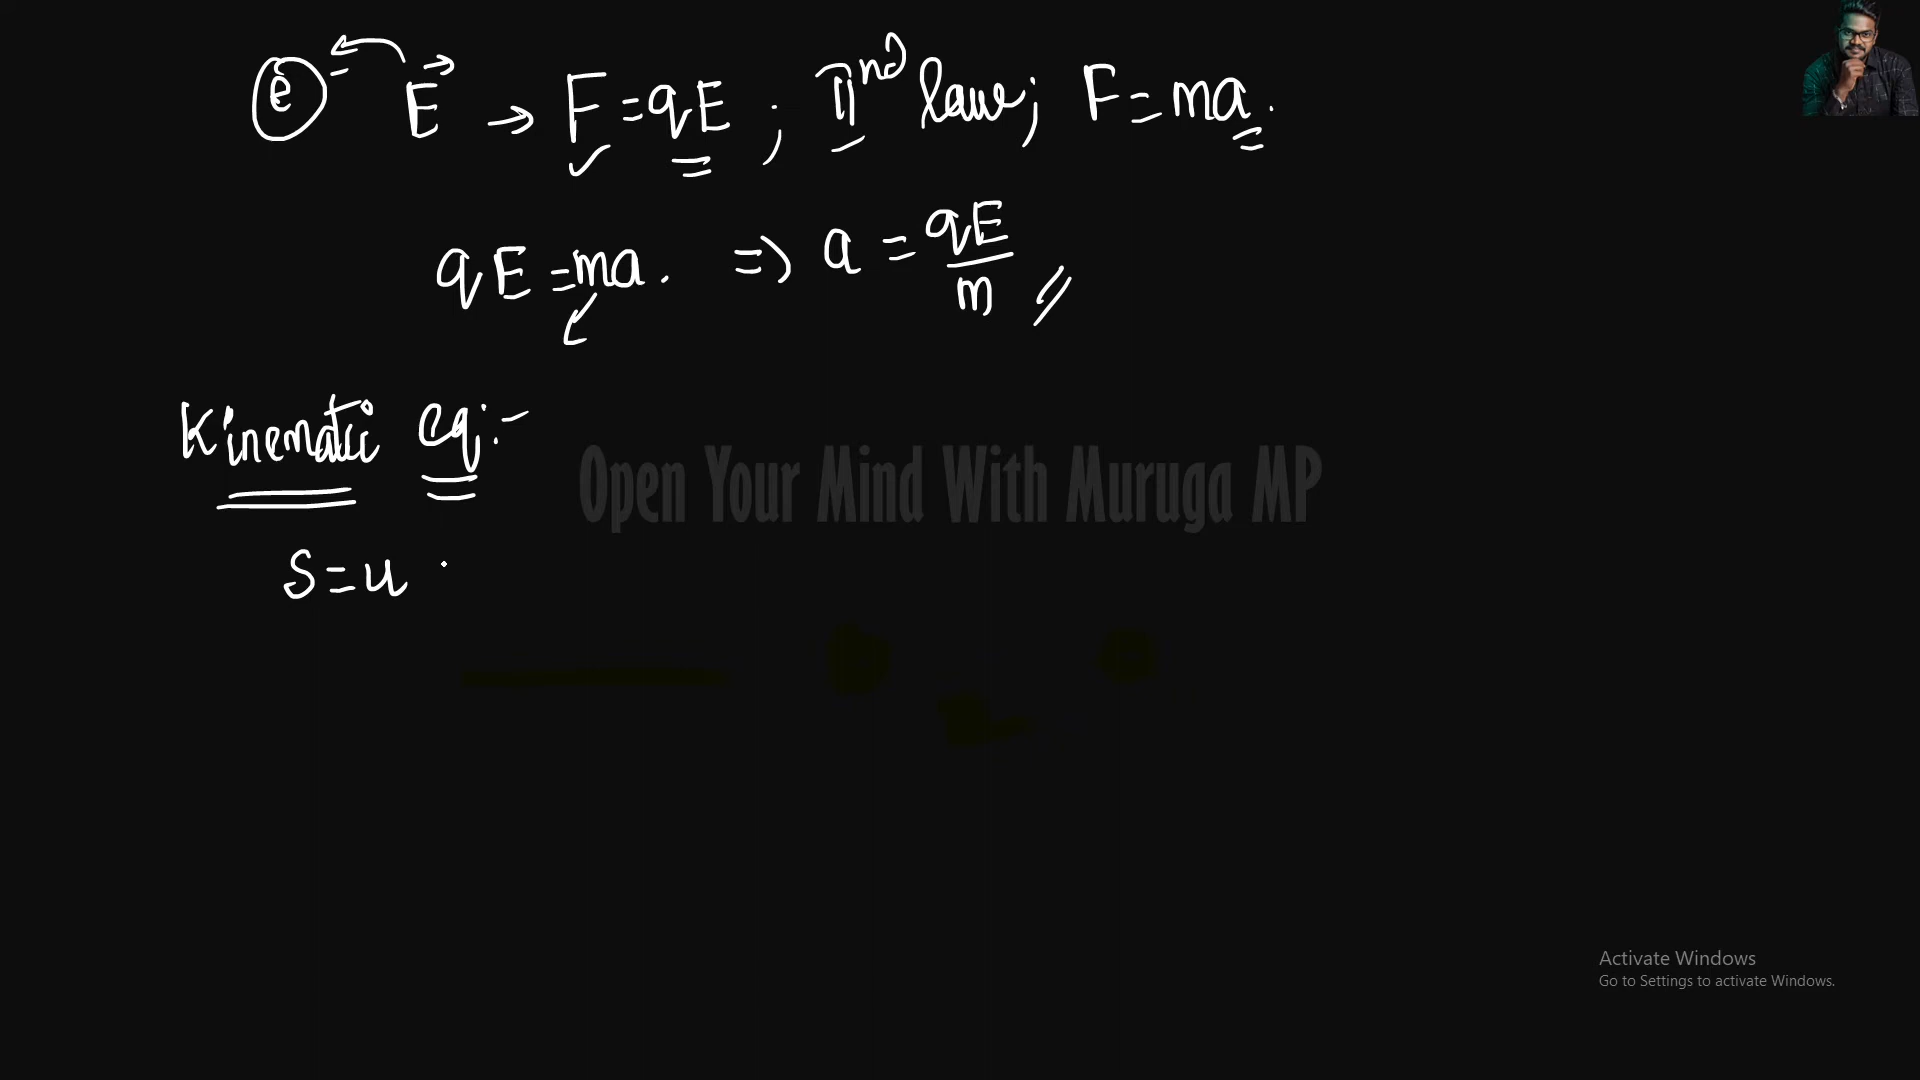 e⁻ E⃗ → F = qE ; IInd law; F = ma.
qE = ma. => a = qE/m //
Kinematic eq:-
Open Your Mind With Muruga MP
S = u
Activate Windows
Go to Settings to activate Windows.